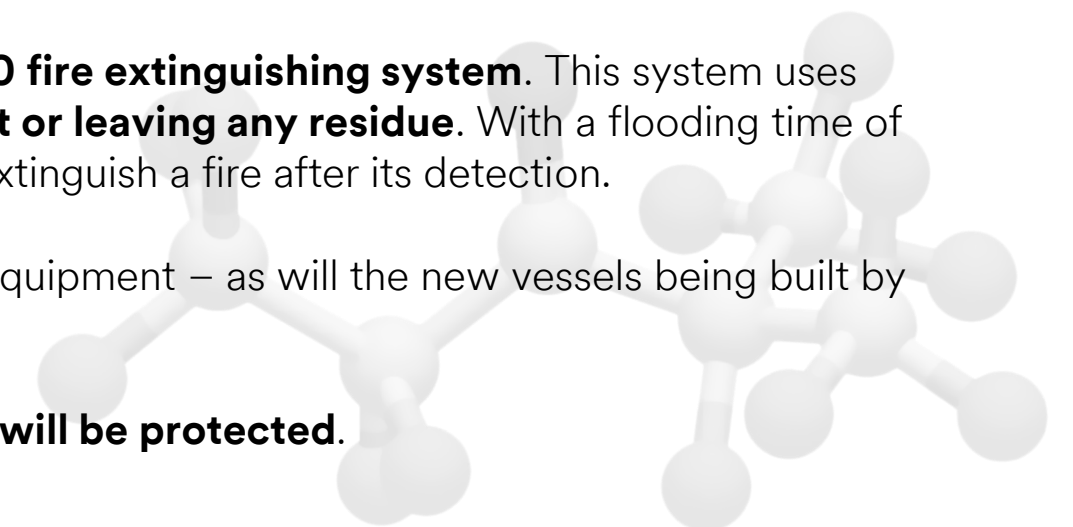 0 fire extinguishing system. This system uses
t or leaving any residue. With a flooding time of
xtinguish a fire after its detection.
quipment – as will the new vessels being built by
will be protected.